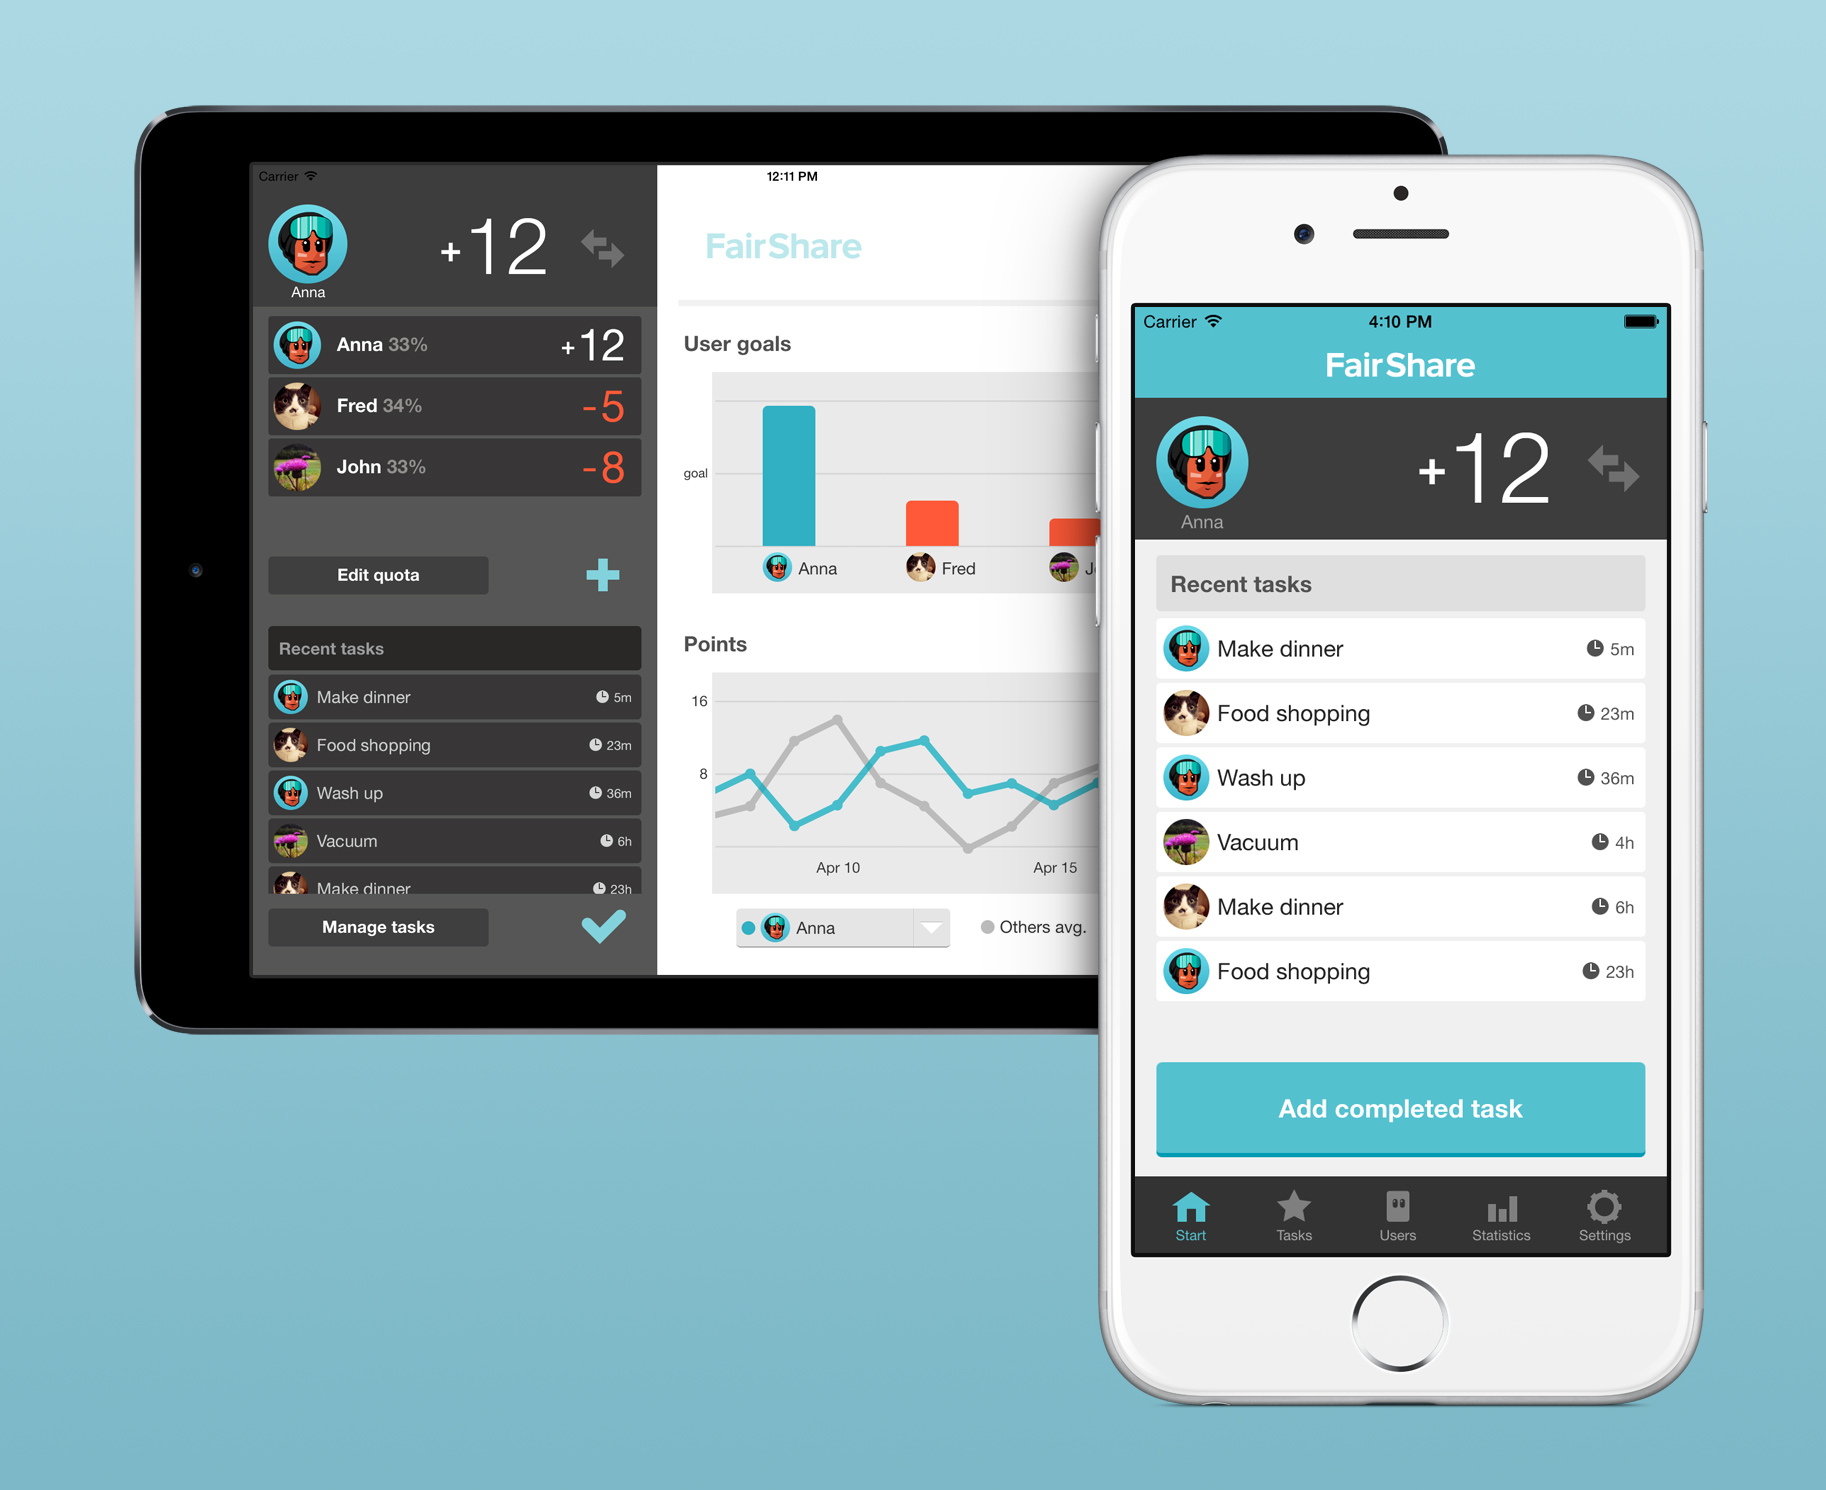 Carrier
12:11 PM
+12
Anna
Anna 33% +12
Fred 34% -5
John 33% -8
Edit quota
Recent tasks
Make dinner 5m
Food shopping 23m
Wash up 36m
Vacuum 6h
Make dinner 23h
Manage tasks
FairShare
User goals
goal
Anna Fred J
Points
16
8
Apr 10 Apr 15
Anna
Others avg.
Carrier 4:10 PM
FairShare
+12
Anna
Recent tasks
Make dinner 5m
Food shopping 23m
Wash up 36m
Vacuum 4h
Make dinner 6h
Food shopping 23h
Add completed task
Start Tasks Users Statistics Settings